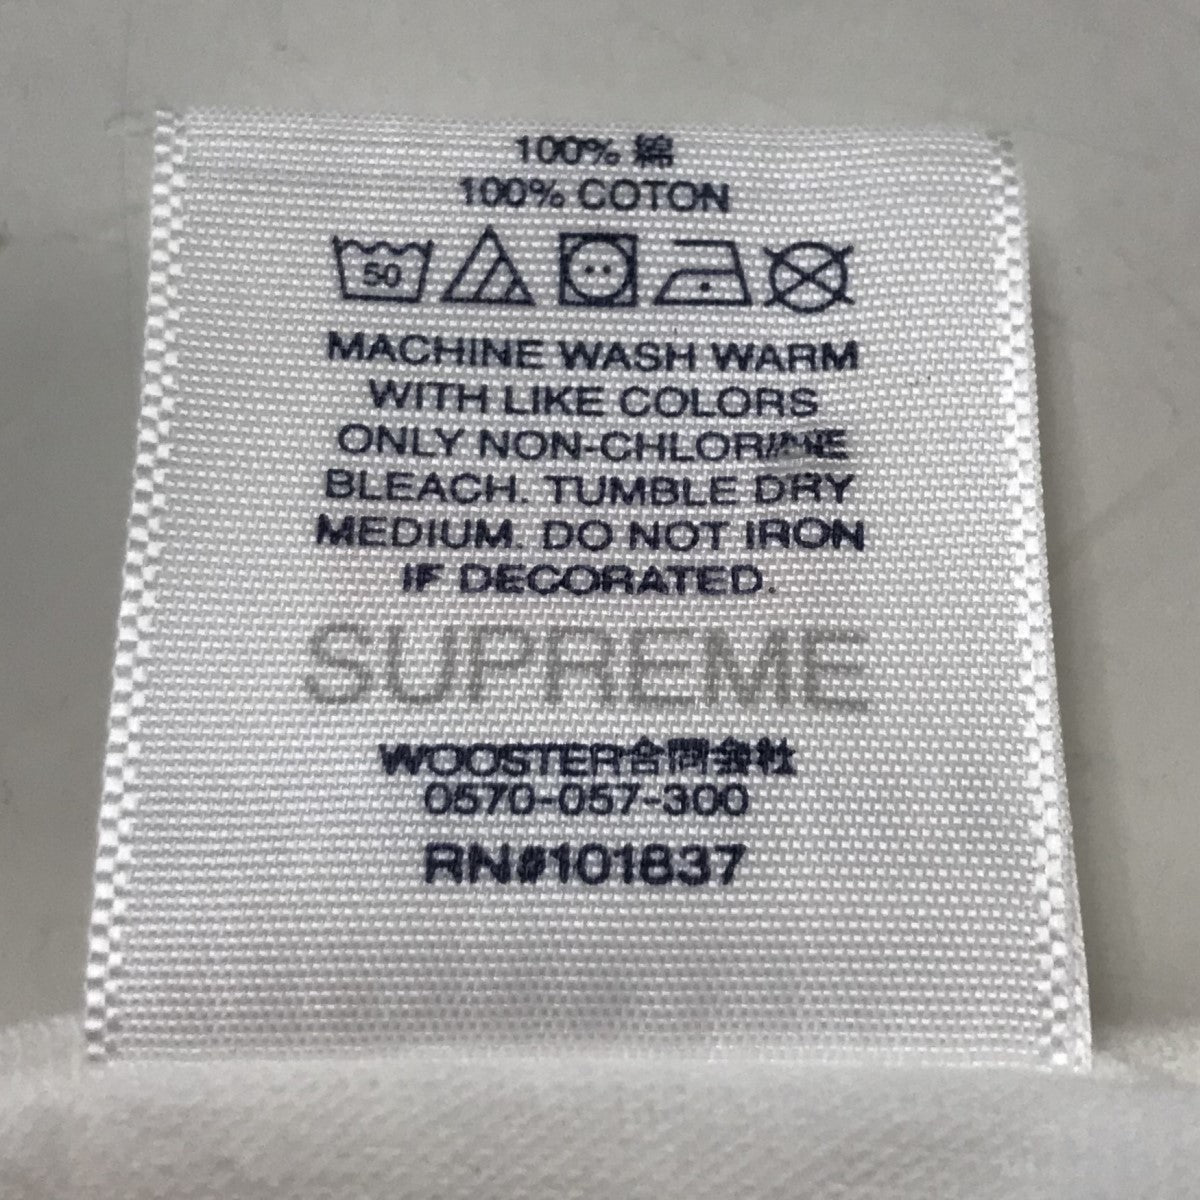 100% 綿
100% COTON
50
MACHINE WASH WARM
WITH LIKE COLORS
ONLY NON-CHLORINE
BLEACH. TUMBLE DRY
MEDIUM. DO NOT IRON
IF DECORATED.
SUPREME
WOOSTER合同会社
0570-057-300
RN#101837